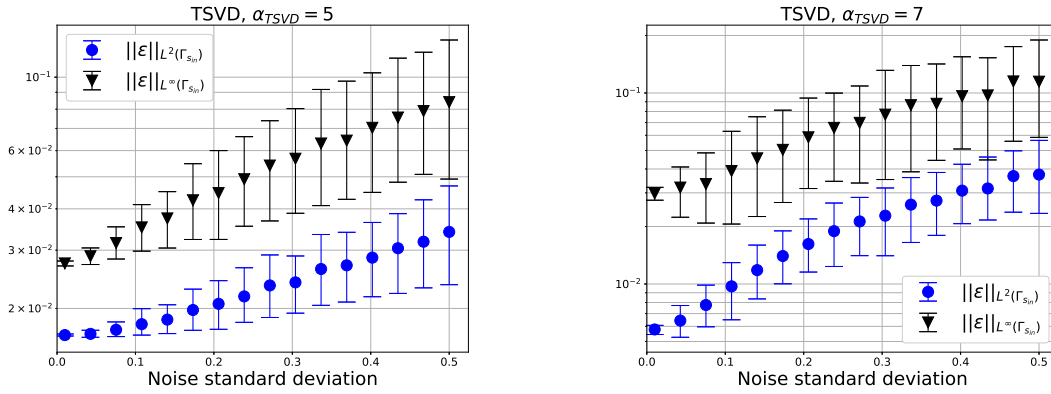 TSVD, α_TSVD = 5
||ε||_L²(Γ_s_in)
||ε||_L^∞(Γ_s_in)
10⁻¹
6 × 10⁻²
4 × 10⁻²
3 × 10⁻²
2 × 10⁻²
0.0 0.1 0.2 0.3 0.4 0.5
Noise standard deviation
TSVD, α_TSVD = 7
10⁻¹
10⁻²
||ε||_L²(Γ_s_in)
||ε||_L^∞(Γ_s_in)
0.0 0.1 0.2 0.3 0.4 0.5
Noise standard deviation